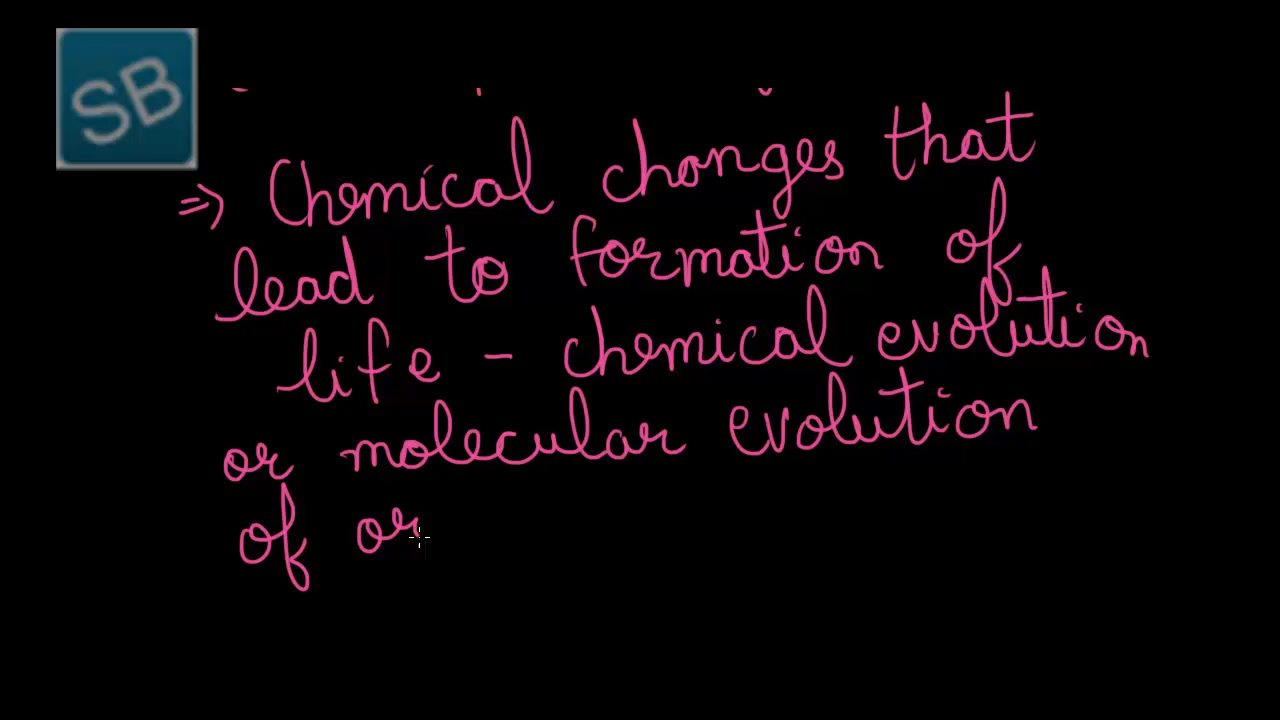 SB
⇒ Chemical changes that
lead to formation of
life - chemical evolution
or molecular evolution
of or